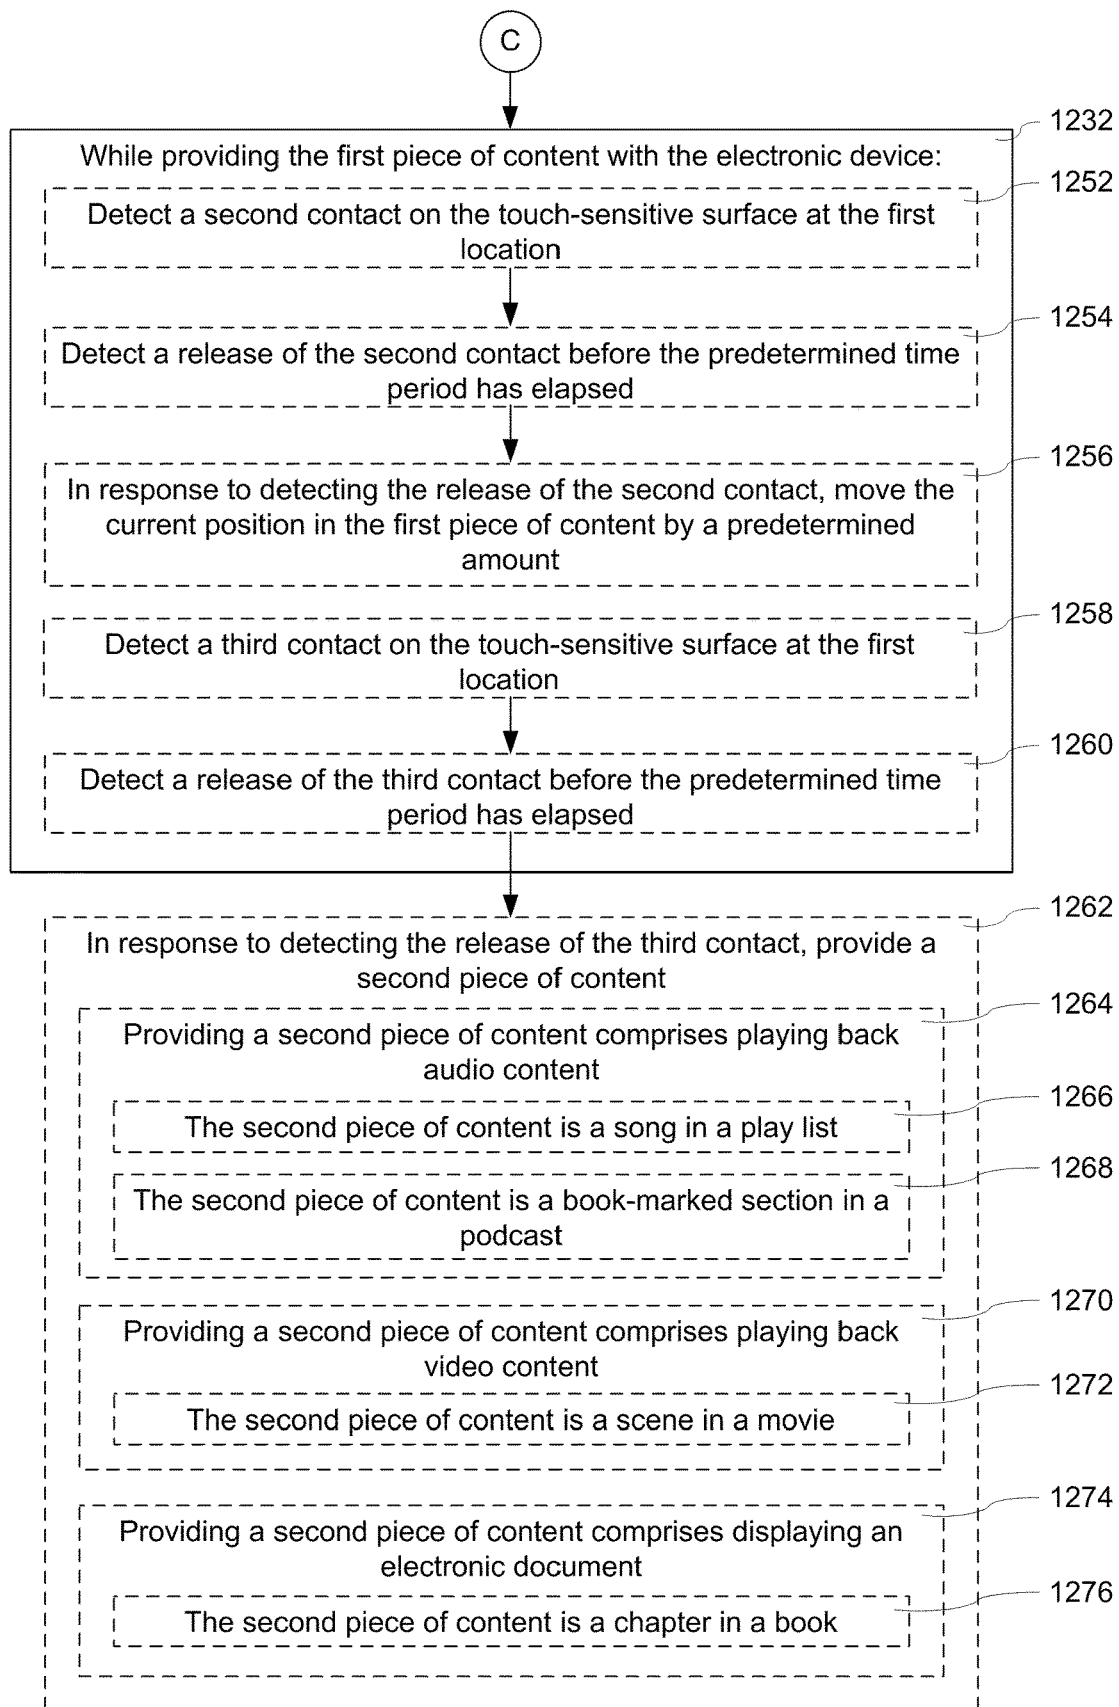 C
1232
While providing the first piece of content with the electronic device:
1252
Detect a second contact on the touch-sensitive surface at the first
location
1254
Detect a release of the second contact before the predetermined time
period has elapsed
1256
In response to detecting the release of the second contact, move the
current position in the first piece of content by a predetermined
amount
1258
Detect a third contact on the touch-sensitive surface at the first
location
1260
Detect a release of the third contact before the predetermined time
period has elapsed
1262
In response to detecting the release of the third contact, provide a
second piece of content
1264
Providing a second piece of content comprises playing back
audio content
1266
The second piece of content is a song in a play list
1268
The second piece of content is a book-marked section in a
podcast
1270
Providing a second piece of content comprises playing back
video content
1272
The second piece of content is a scene in a movie
1274
Providing a second piece of content comprises displaying an
electronic document
1276
The second piece of content is a chapter in a book